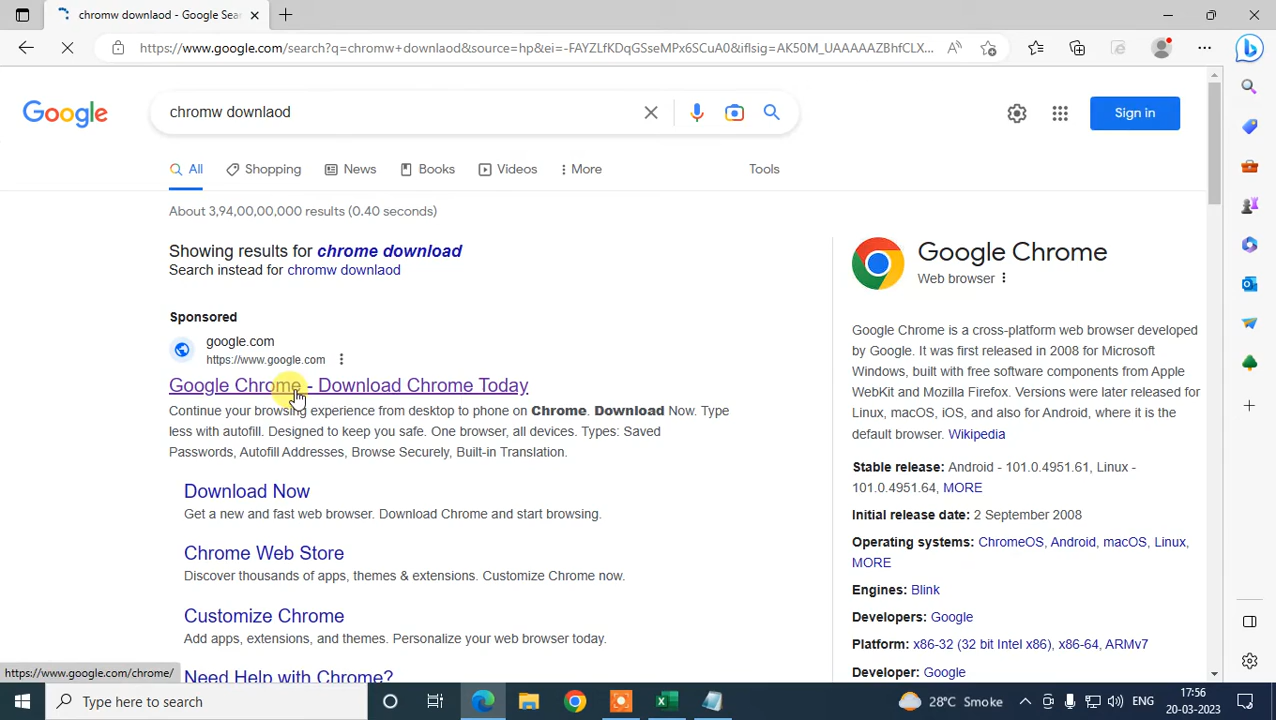 chromw downlaod - Google Sea
https://www.google.com/search?q=chromw+downlaod&source=hp&ei=-FAYZLfKDqGSseMPx6SCuA0&iflsig=AK50M_UAAAAAZBhfCLX...
Google
chromw downlaod
Sign in
All
Shopping
News
Books
Videos
More
Tools
About 3,94,00,00,000 results (0.40 seconds)
Showing results for chrome download
Search instead for chromw downlaod
Sponsored
google.com
https://www.google.com
Google Chrome - Download Chrome Today
Continue your browsing experience from desktop to phone on Chrome. Download Now. Type
less with autofill. Designed to keep you safe. One browser, all devices. Types: Saved
Passwords, Autofill Addresses, Browse Securely, Built-in Translation.
Download Now
Get a new and fast web browser. Download Chrome and start browsing.
Chrome Web Store
Discover thousands of apps, themes & extensions. Customize Chrome now.
Customize Chrome
Add apps, extensions, and themes. Personalize your web browser today.
Need Help with Chrome?
Google Chrome
Web browser
Google Chrome is a cross-platform web browser developed
by Google. It was first released in 2008 for Microsoft
Windows, built with free software components from Apple
WebKit and Mozilla Firefox. Versions were later released for
Linux, macOS, iOS, and also for Android, where it is the
default browser. Wikipedia
Stable release: Android - 101.0.4951.61, Linux -
101.0.4951.64, MORE
Initial release date: 2 September 2008
Operating systems: ChromeOS, Android, macOS, Linux,
MORE
Engines: Blink
Developers: Google
Platform: x86-32 (32 bit Intel x86), x86-64, ARMv7
Developer: Google
https://www.google.com/chrome/
Type here to search
28°C Smoke
ENG
17:56
20-03-2023